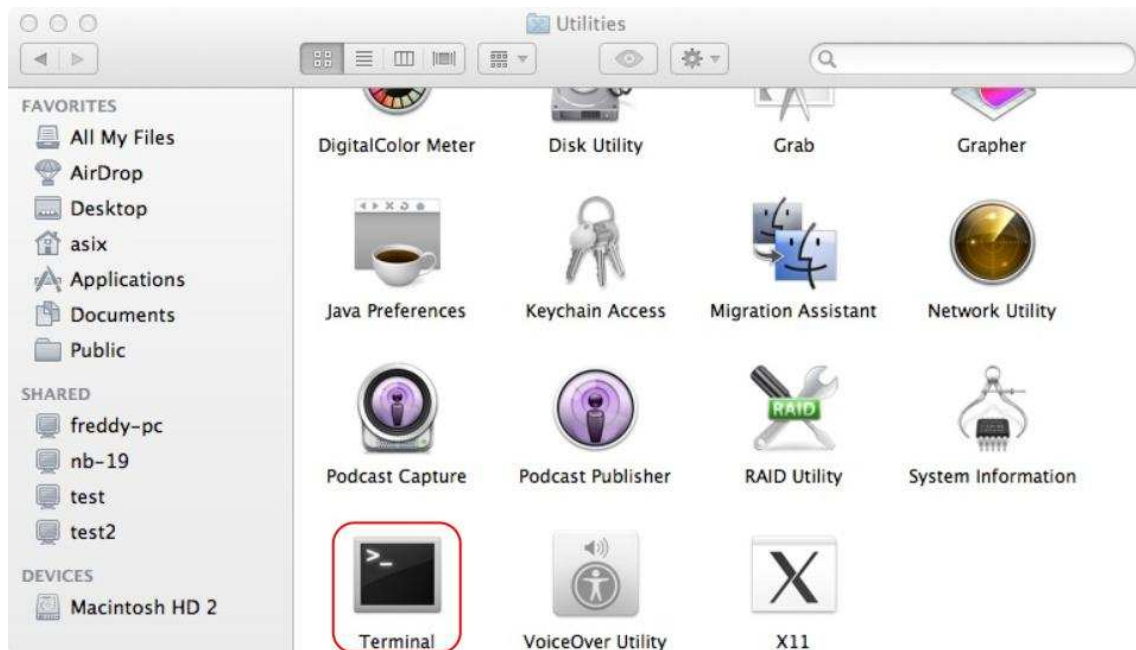 Utilities
FAVORITES
All My Files
AirDrop
Desktop
asix
Applications
Documents
Public
SHARED
freddy-pc
nb-19
test
test2
DEVICES
Macintosh HD 2
DigitalColor Meter
Disk Utility
Grab
Grapher
Java Preferences
Keychain Access
Migration Assistant
Network Utility
Podcast Capture
Podcast Publisher
RAID
RAID Utility
System Information
>_
Terminal
VoiceOver Utility
X
X11